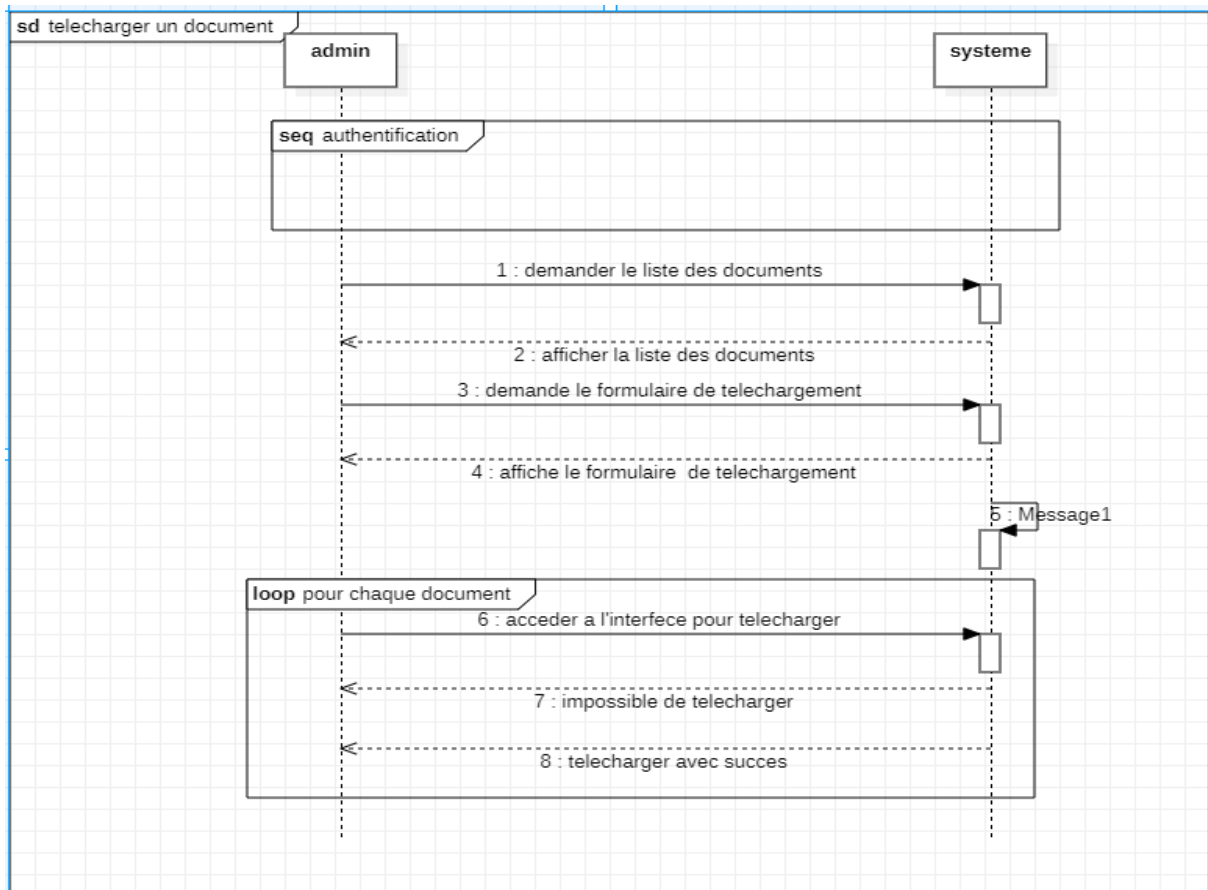 sd telecharger un document
admin
systeme
seq authentification
1 : demander le liste des documents
2 : afficher la liste des documents
3 : demande le formulaire de telechargement
4 : affiche le formulaire de telechargement
5 : Message1
loop pour chaque document
6 : acceder a l'interfece pour telecharger
7 : impossible de telecharger
8 : telecharger avec succes